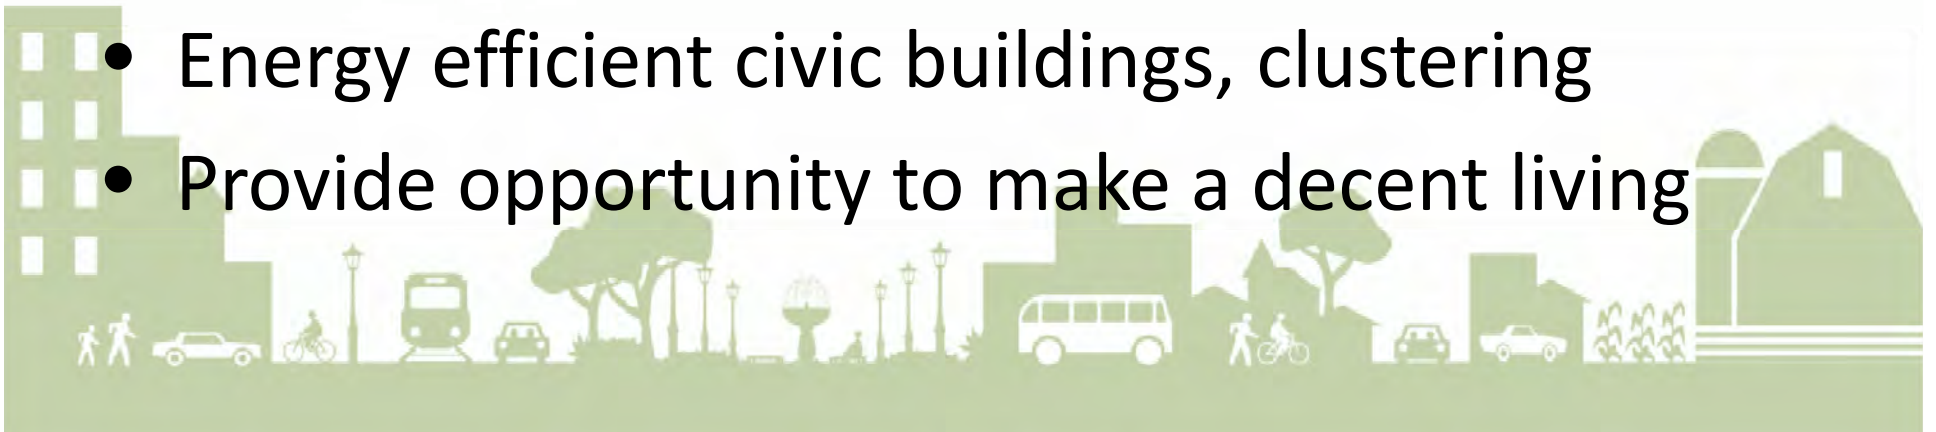 • Energy efficient civic buildings, clustering
• Provide opportunity to make a decent living